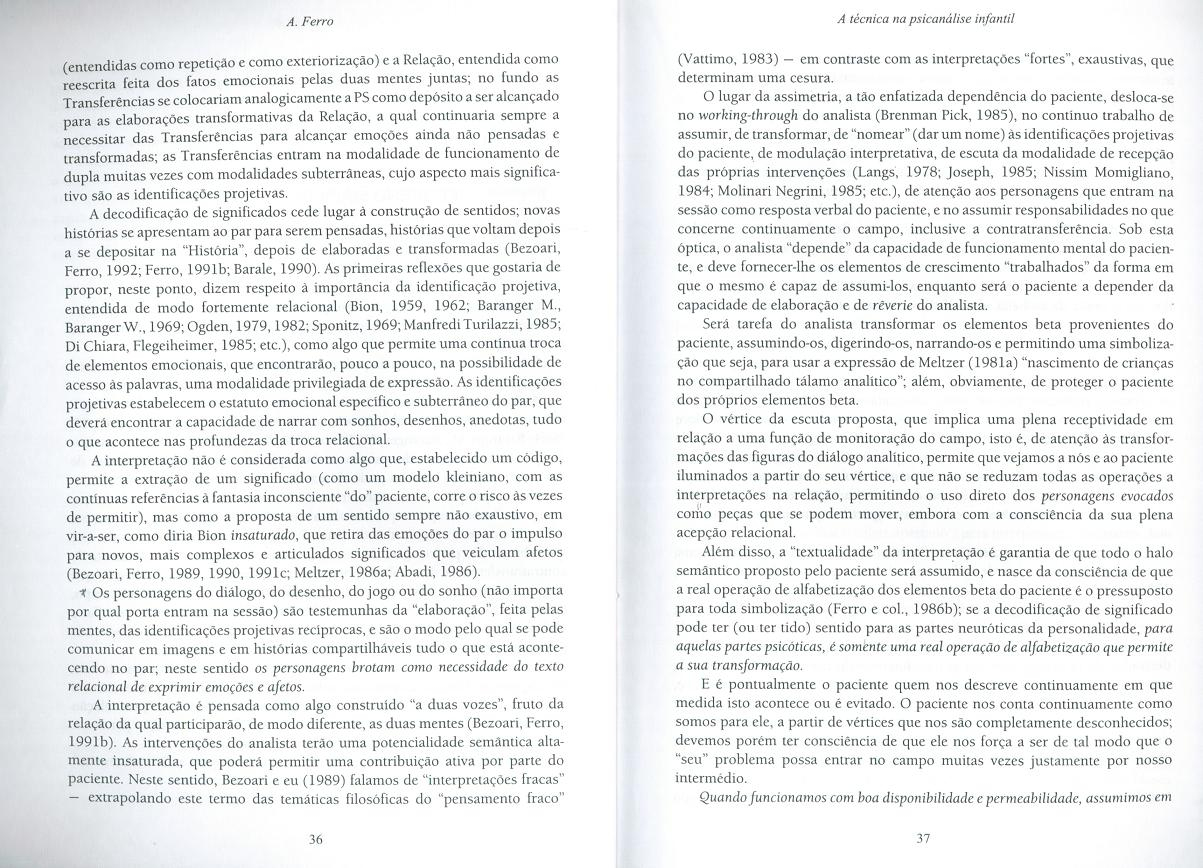 A. Ferro
(entendidas como repetição e como exteriorização) e a Relação, entendida como
reescrita feita dos fatos emocionais pelas duas mentes juntas; no fundo as
Transferências se colocariam analogicamente a PS como depósito a ser alcançado
para as elaborações transformativas da Relação, a qual continuaria sempre a
necessitar das Transferências para alcançar emoções ainda não pensadas e
transformadas; as Transferências entram na modalidade de funcionamento de
dupla muitas vezes com modalidades subterrâneas, cujo aspecto mais significa-
tivo são as identificações projetivas.
A decodificação de significados cede lugar à construção de sentidos; novas
histórias se apresentam ao par para serem pensadas, histórias que voltam depois
a se depositar na “História”, depois de elaboradas e transformadas (Bezoari,
Ferro, 1992; Ferro, 1991b; Barale, 1990). As primeiras reflexões que gostaria de
propor, neste ponto, dizem respeito à importância da identificação projetiva,
entendida de modo fortemente relacional (Bion, 1959, 1962; Baranger M.,
Baranger W., 1969; Ogden, 1979, 1982; Sponitz, 1969; Manfredi Turilazzi, 1985;
Di Chiara, Flegeiheimer, 1985; etc.), como algo que permite uma contínua troca
de elementos emocionais, que encontrarão, pouco a pouco, na possibilidade de
acesso às palavras, uma modalidade privilegiada de expressão. As identificações
projetivas estabelecem o estatuto emocional específico e subterrâneo do par, que
deverá encontrar a capacidade de narrar com sonhos, desenhos, anedotas, tudo
o que acontece nas profundezas da troca relacional.
A interpretação não é considerada como algo que, estabelecido um código,
permite a extração de um significado (como um modelo kleiniano, com as
contínuas referências à fantasia inconsciente “do” paciente, corre o risco às vezes
de permitir), mas como a proposta de um sentido sempre não exaustivo, em
vir-a-ser, como diria Bion insaturado, que retira das emoções do par o impulso
para novos, mais complexos e articulados significados que veiculam afetos
(Bezoari, Ferro, 1989, 1990, 1991c; Meltzer, 1986a; Abadi, 1986).
Os personagens do diálogo, do desenho, do jogo ou do sonho (não importa
por qual porta entram na sessão) são testemunhas da “elaboração”, feita pelas
mentes, das identificações projetivas recíprocas, e são o modo pelo qual se pode
comunicar em imagens e em histórias compartilháveis tudo o que está aconte-
cendo no par; neste sentido os personagens brotam como necessidade do texto
relacional de exprimir emoções e afetos.
A interpretação é pensada como algo construído “a duas vozes”, fruto da
relação da qual participarão, de modo diferente, as duas mentes (Bezoari, Ferro,
1991b). As intervenções do analista terão uma potencialidade semântica alta-
mente insaturada, que poderá permitir uma contribuição ativa por parte do
paciente. Neste sentido, Bezoari e eu (1989) falamos de “interpretações fracas”
— extrapolando este termo das temáticas filosóficas do “pensamento fraco”
36
A técnica na psicanálise infantil
(Vattimo, 1983) — em contraste com as interpretações “fortes”, exaustivas, que
determinam uma cesura.
O lugar da assimetria, a tão enfatizada dependência do paciente, desloca-se
no working-through do analista (Brenman Pick, 1985), no contínuo trabalho de
assumir, de transformar, de “nomear” (dar um nome) às identificações projetivas
do paciente, de modulação interpretativa, de escuta da modalidade de recepção
das próprias intervenções (Langs, 1978; Joseph, 1985; Nissim Momigliano,
1984; Molinari Negrini, 1985; etc.), de atenção aos personagens que entram na
sessão como resposta verbal do paciente, e no assumir responsabilidades no que
concerne continuamente o campo, inclusive a contratransferência. Sob esta
óptica, o analista “depende” da capacidade de funcionamento mental do pacien-
te, e deve fornecer-lhe os elementos de crescimento “trabalhados” da forma em
que o mesmo é capaz de assumi-los, enquanto será o paciente a depender da
capacidade de elaboração e de rêverie do analista.
Será tarefa do analista transformar os elementos beta provenientes do
paciente, assumindo-os, digerindo-os, narrando-os e permitindo uma simboliza-
ção que seja, para usar a expressão de Meltzer (1981a) “nascimento de crianças
no compartilhado tálamo analítico”; além, obviamente, de proteger o paciente
dos próprios elementos beta.
O vértice da escuta proposta, que implica uma plena receptividade em
relação a uma função de monitoração do campo, isto é, de atenção às transfor-
mações das figuras do diálogo analítico, permite que vejamos a nós e ao paciente
iluminados a partir do seu vértice, e que não se reduzam todas as operações a
interpretações na relação, permitindo o uso direto dos personagens evocados
como peças que se podem mover, embora com a consciência da sua plena
acepção relacional.
Além disso, a “textualidade” da interpretação é garantia de que todo o halo
semântico proposto pelo paciente será assumido, e nasce da consciência de que
a real operação de alfabetização dos elementos beta do paciente é o pressuposto
para toda simbolização (Ferro e col., 1986b); se a decodificação de significado
pode ter (ou ter tido) sentido para as partes neuróticas da personalidade, para
aquelas partes psicóticas, é somente uma real operação de alfabetização que permite
a sua transformação.
E é pontualmente o paciente quem nos descreve continuamente em que
medida isto acontece ou é evitado. O paciente nos conta continuamente como
somos para ele, a partir de vértices que nos são completamente desconhecidos;
devemos porém ter consciência de que ele nos força a ser de tal modo que o
“seu” problema possa entrar no campo muitas vezes justamente por nosso
intermédio.
Quando funcionamos com boa disponibilidade e permeabilidade, assumimos em
37